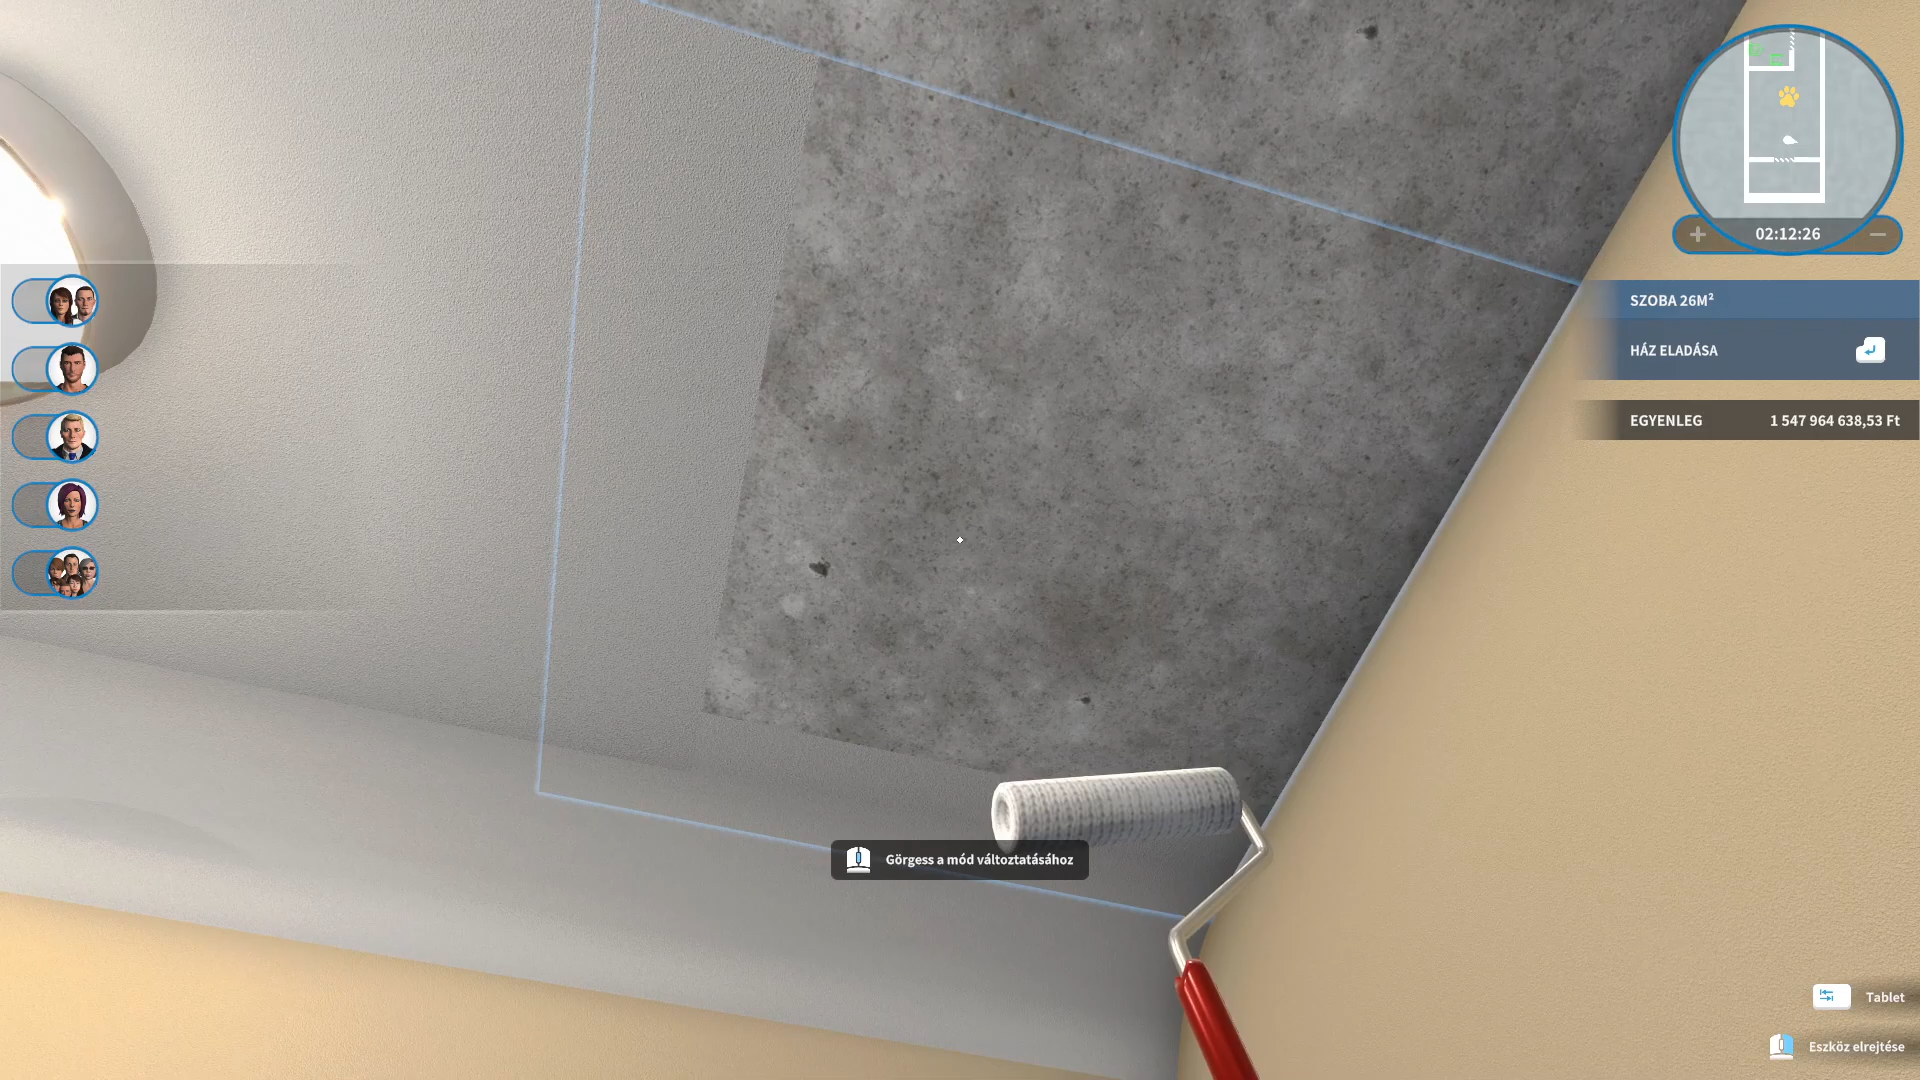 02:12:26
SZOBA 26M²
HÁZ ELADÁSA
EGYENLEG 1 547 964 638,53 Ft
Görgess a mód változtatásához
Tablet
Eszköz elrejtése